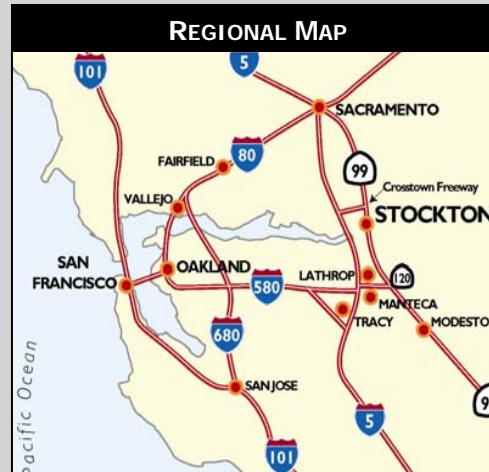 REGIONAL MAP
101
5
SACRAMENTO
FAIRFIELD
80
99
Crosstown Freeway
VALLEJO
STOCKTON
SAN
FRANCISCO
OAKLAND
580
LATHROP
120
MANTECA
TRACY
MODESTO
680
SAN JOSE
5
101
Pacific Ocean